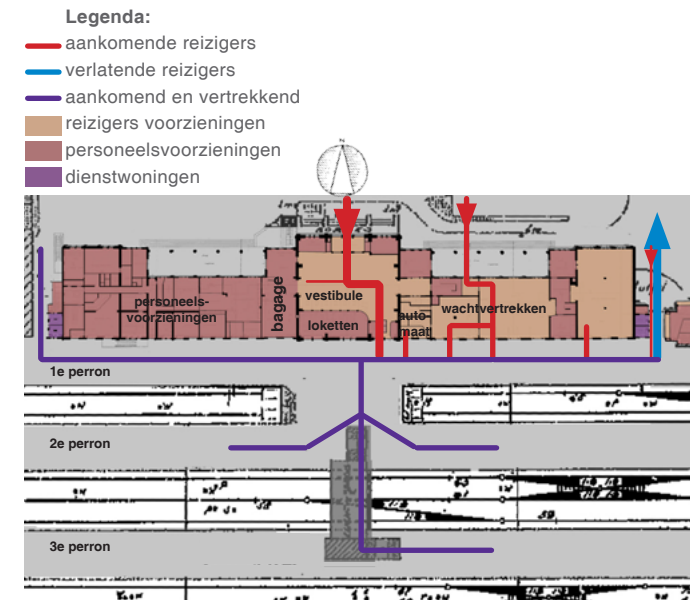 Legenda:
aankomende reizigers
verlatende reizigers
aankomend en vertrekkend
reizigers voorzieningen
personeelsvoorzieningen
dienstwoningen
N
personeels-
voorzieningen
bagage
vestibule
loketten
auto-
maat
wachtvertrekken
1e perron
2e perron
3e perron